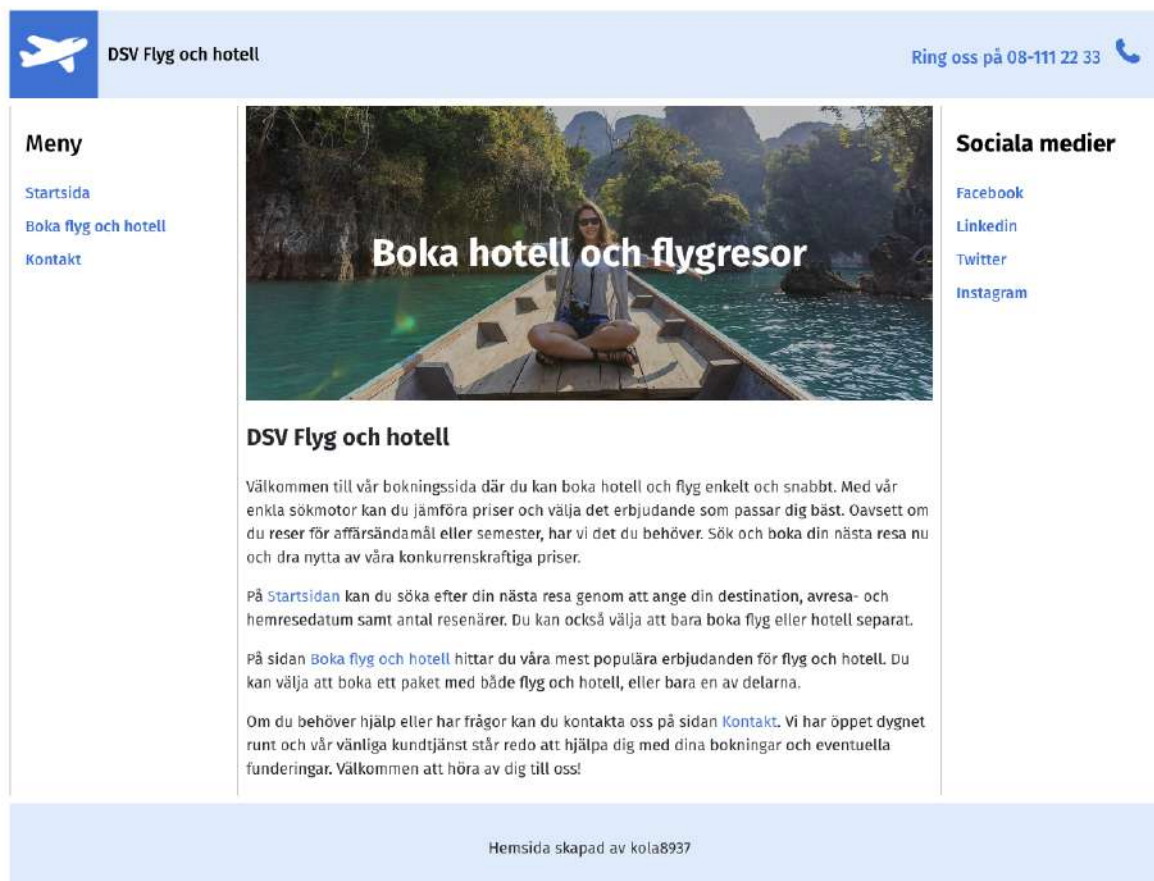 DSV Flyg och hotell
Ring oss på 08-111 22 33
Meny
Startsida
Boka flyg och hotell
Kontakt
Boka hotell och flygresor
DSV Flyg och hotell
Välkommen till vår bokningssida där du kan boka hotell och flyg enkelt och snabbt. Med vår
enkla sökmotor kan du jämföra priser och välja det erbjudande som passar dig bäst. Oavsett om
du reser för affärsändamål eller semester, har vi det du behöver. Sök och boka din nästa resa nu
och dra nytta av våra konkurrenskraftiga priser.
På Startsidan kan du söka efter din nästa resa genom att ange din destination, avresa- och
hemresedatum samt antal resenärer. Du kan också välja att bara boka flyg eller hotell separat.
På sidan Boka flyg och hotell hittar du våra mest populära erbjudanden för flyg och hotell. Du
kan välja att boka ett paket med både flyg och hotell, eller bara en av delarna.
Om du behöver hjälp eller har frågor kan du kontakta oss på sidan Kontakt. Vi har öppet dygnet
runt och vår vänliga kundtjänst står redo att hjälpa dig med dina bokningar och eventuella
funderingar. Välkommen att höra av dig till oss!
Sociala medier
Facebook
Linkedin
Twitter
Instagram
Hemsida skapad av kola8937